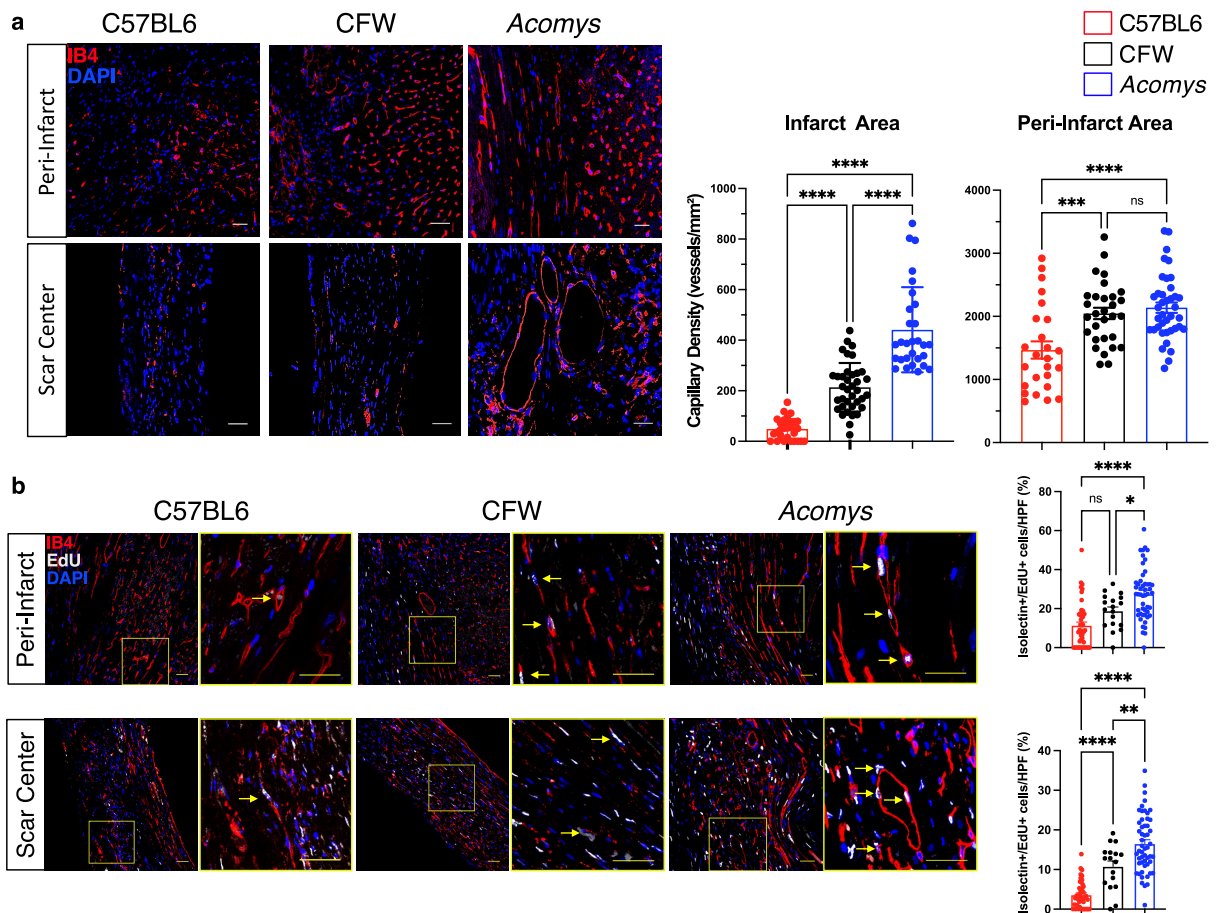 a
C57BL6
CFW
Acomys
IB4
DAPI
Peri-Infarct
Scar Center
C57BL6
CFW
Acomys
Infarct Area
****
**** ****
Capillary Density (vessels/mm²)
1000
800
600
400
200
0
Peri-Infarct Area
****
*** ns
4000
3000
2000
1000
0
b
C57BL6
CFW
Acomys
IB4
EdU
DAPI
Peri-Infarct
Scar Center
****
ns *
Isolectin+/EdU+ cells/HPF (%)
80
60
40
20
0
****
**
****
Isolectin+/EdU+ cells/HPF (%)
40
30
20
10
0